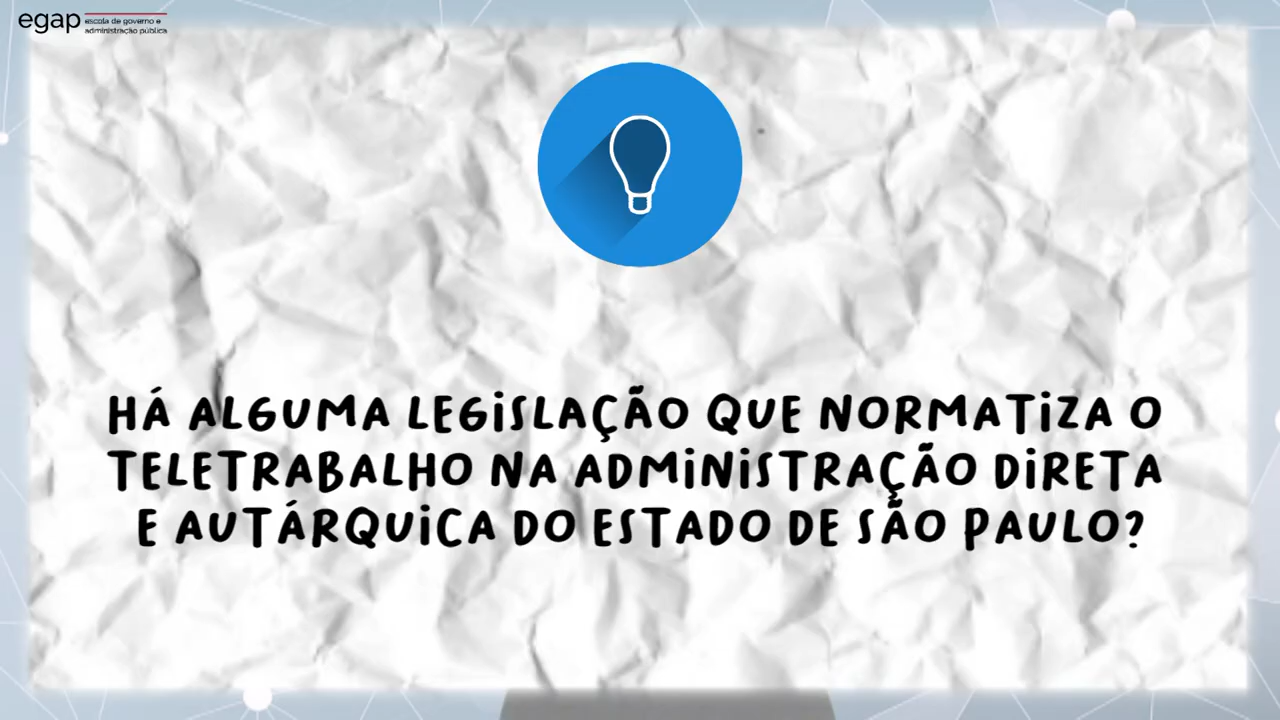 egap
escola de governo e
administração pública
HÁ ALGUMA LEGISLAÇÃO QUE NORMATIZA O
TELETRABALHO NA ADMINISTRAÇÃO DIRETA
E AUTÁRQUICA DO ESTADO DE SÃO PAULO?